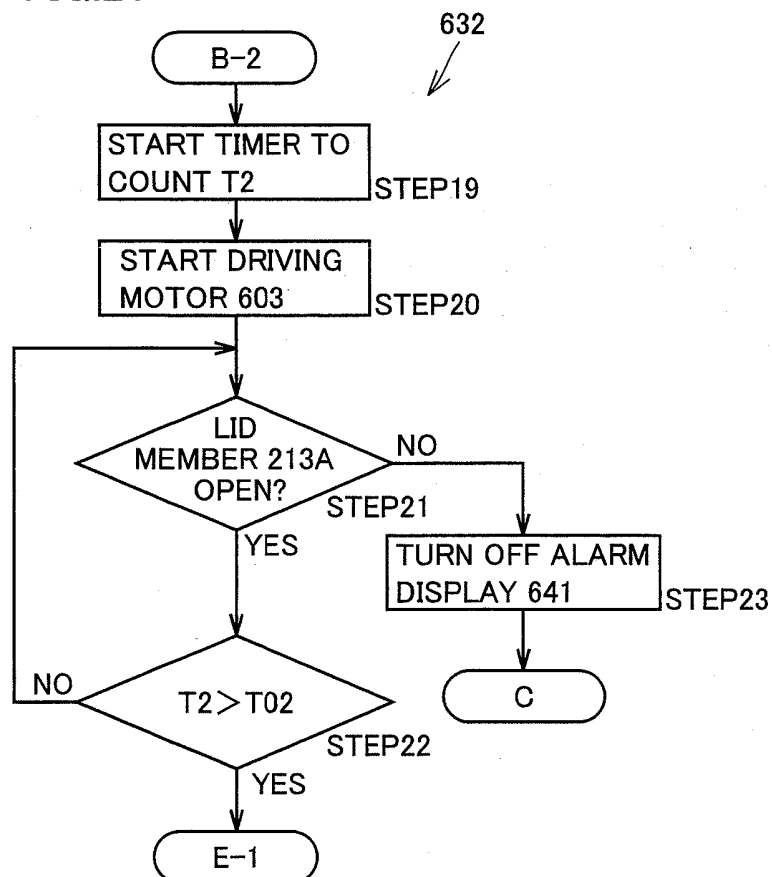 632
B-2
START TIMER TO
COUNT T2
STEP19
START DRIVING
MOTOR 603
STEP20
LID
MEMBER 213A
OPEN?
NO
STEP21
YES
TURN OFF ALARM
DISPLAY 641
STEP23
C
NO
T2>T02
STEP22
YES
E-1